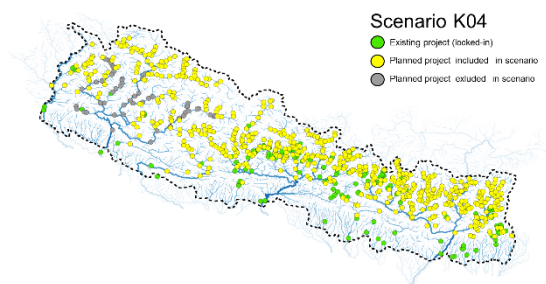 Scenario K04
Existing project (locked-in)
Planned project included in scenario
Planned project exluded in scenario